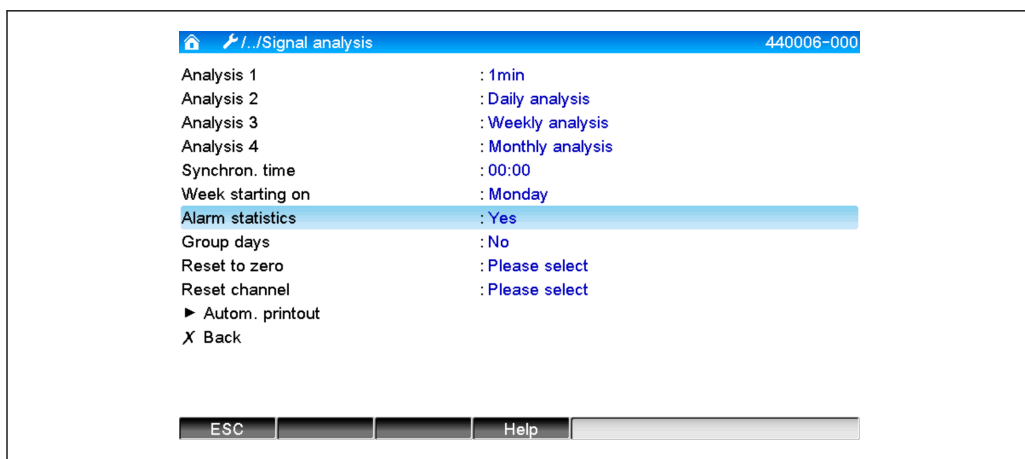 /../Signal analysis 440006-000
Analysis 1 : 1min
Analysis 2 : Daily analysis
Analysis 3 : Weekly analysis
Analysis 4 : Monthly analysis
Synchron. time : 00:00
Week starting on : Monday
Alarm statistics : Yes
Group days : No
Reset to zero : Please select
Reset channel : Please select
► Autom. printout
X Back
ESC Help